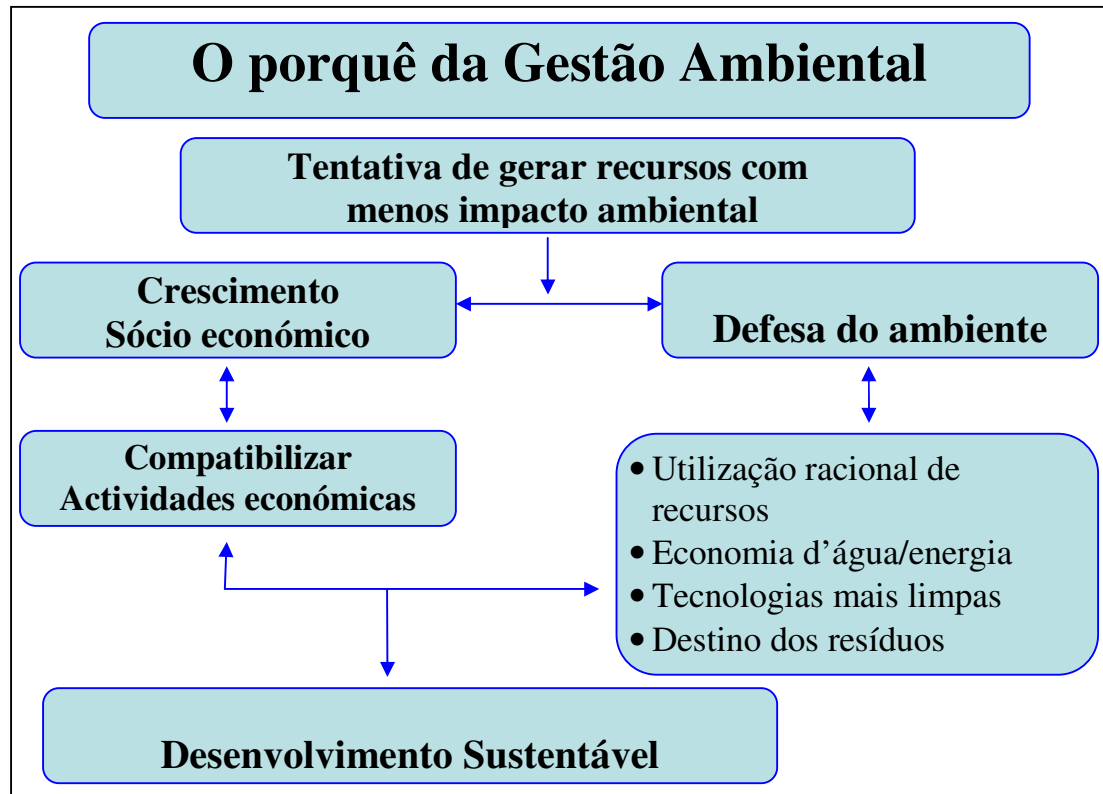 O porquê da Gestão Ambiental
Tentativa de gerar recursos com
menos impacto ambiental
Crescimento
Sócio económico
Defesa do ambiente
Compatibilizar
Actividades económicas
• Utilização racional de
recursos
• Economia d'água/energia
• Tecnologias mais limpas
• Destino dos resíduos
Desenvolvimento Sustentável